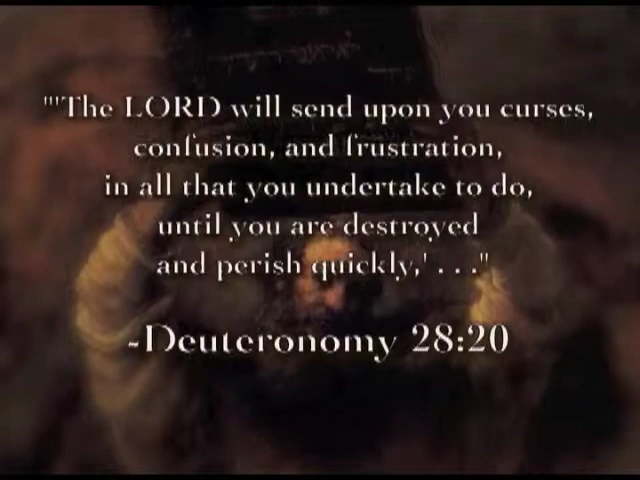 "'The LORD will send upon you curses,
confusion, and frustration,
in all that you undertake to do,
until you are destroyed
and perish quickly,' . . ."
-Deuteronomy 28:20